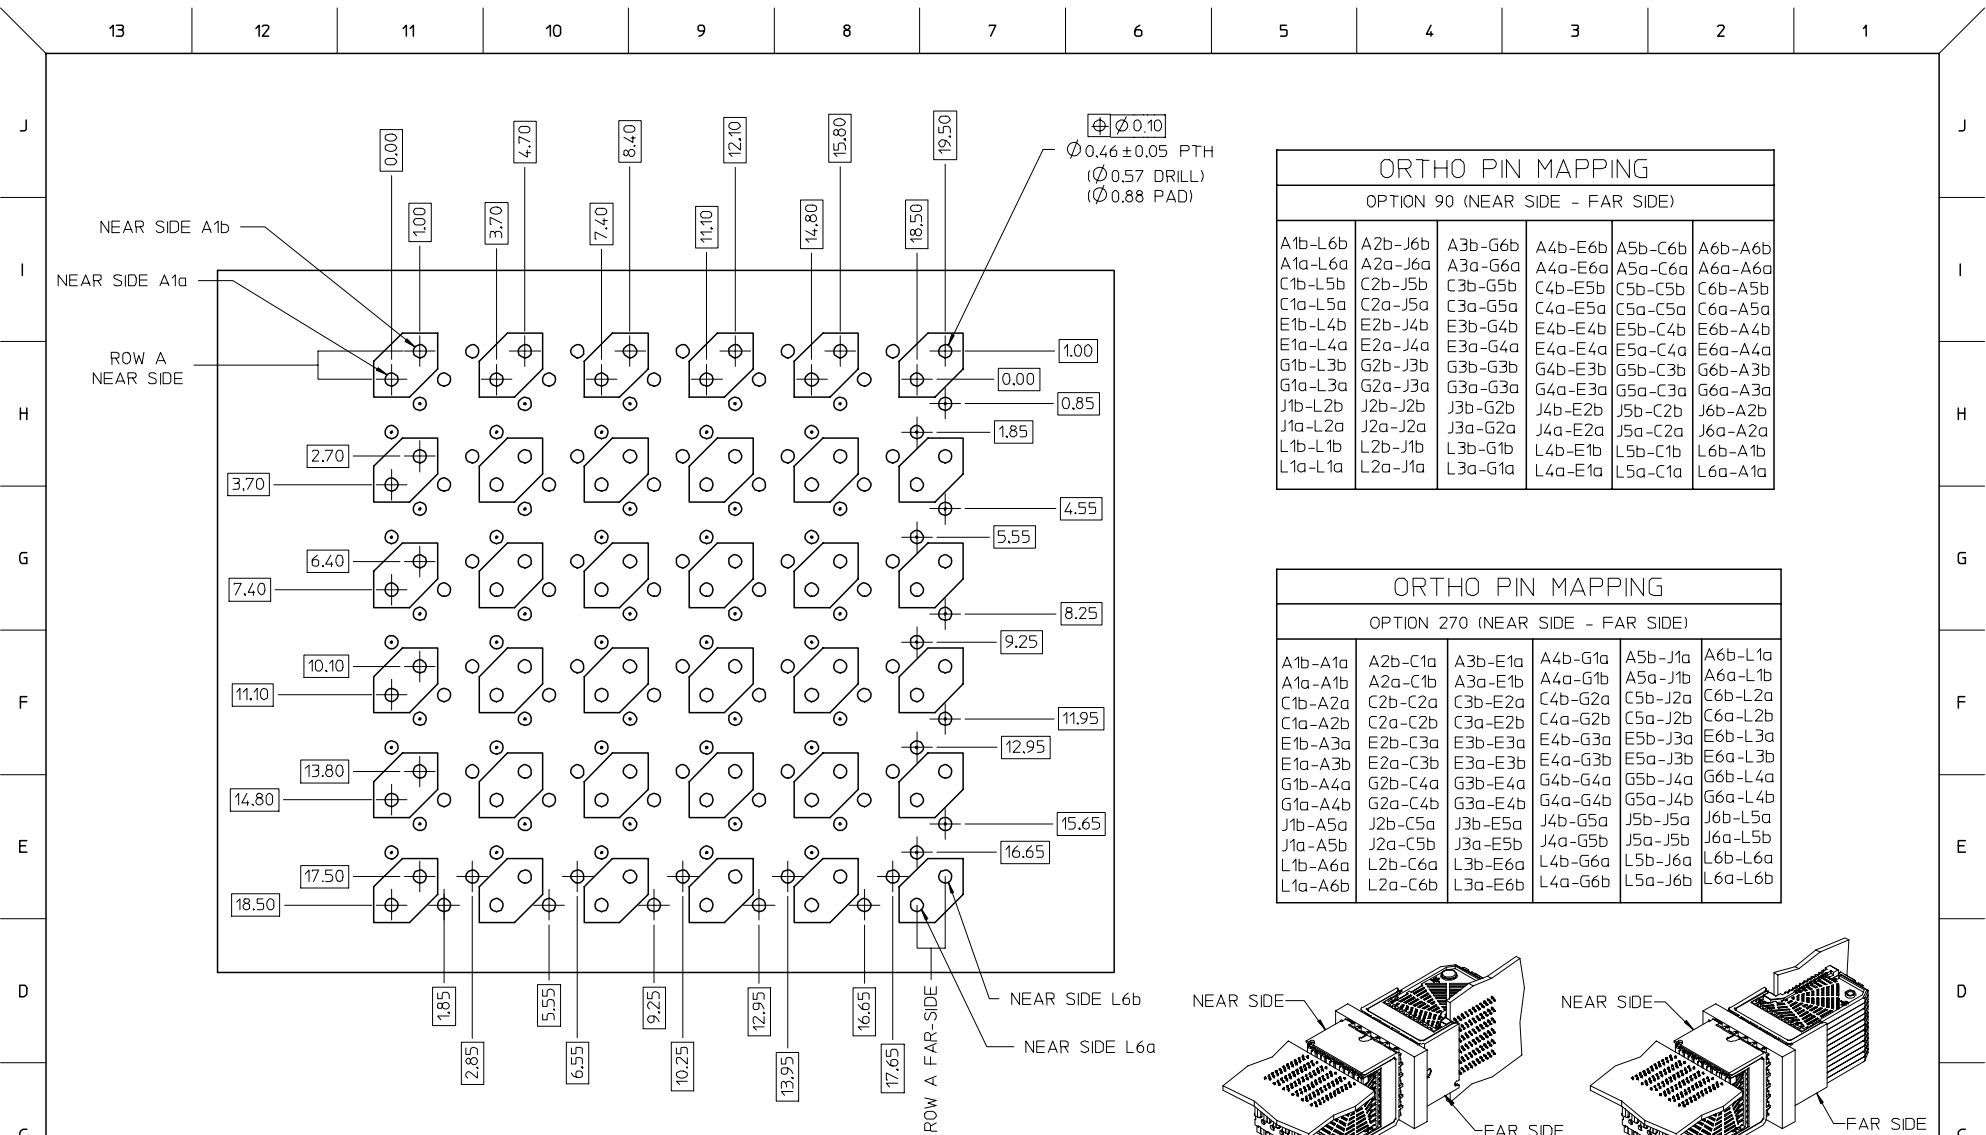 13 12 11 10 9 8 7 6 5 4 3 2 1
J J
I I
H H
G G
F F
E E
D D
0.00 4.70 8.40 12.10 15.80 19.50
1.00 3.70 7.40 11.10 14.80 18.50
⌖ Ø 0.10
Ø 0.46±0.05 PTH
(Ø 0.57 DRILL)
(Ø 0.88 PAD)
NEAR SIDE A1b
NEAR SIDE A1a
ROW A
NEAR SIDE
1.00
0.00
0.85
1.85
2.70
3.70
4.55
5.55
6.40
7.40
8.25
9.25
10.10
11.10
11.95
12.95
13.80
14.80
15.65
16.65
17.50
18.50
1.85 5.55 9.25 12.95 16.65
2.85 6.55 10.25 13.95 17.65
ROW A FAR-SIDE
NEAR SIDE L6b
NEAR SIDE L6a
ORTHO PIN MAPPING
OPTION 90 (NEAR SIDE - FAR SIDE)
A1b-L6b A2b-J6b A3b-G6b A4b-E6b A5b-C6b A6b-A6b
A1a-L6a A2a-J6a A3a-G6a A4a-E6a A5a-C6a A6a-A6a
C1b-L5b C2b-J5b C3b-G5b C4b-E5b C5b-C5b C6b-A5b
C1a-L5a C2a-J5a C3a-G5a C4a-E5a C5a-C5a C6a-A5a
E1b-L4b E2b-J4b E3b-G4b E4b-E4b E5b-C4b E6b-A4b
E1a-L4a E2a-J4a E3a-G4a E4a-E4a E5a-C4a E6a-A4a
G1b-L3b G2b-J3b G3b-G3b G4b-E3b G5b-C3b G6b-A3b
G1a-L3a G2a-J3a G3a-G3a G4a-E3a G5a-C3a G6a-A3a
J1b-L2b J2b-J2b J3b-G2b J4b-E2b J5b-C2b J6b-A2b
J1a-L2a J2a-J2a J3a-G2a J4a-E2a J5a-C2a J6a-A2a
L1b-L1b L2b-J1b L3b-G1b L4b-E1b L5b-C1b L6b-A1b
L1a-L1a L2a-J1a L3a-G1a L4a-E1a L5a-C1a L6a-A1a
ORTHO PIN MAPPING
OPTION 270 (NEAR SIDE - FAR SIDE)
A1b-A1a A2b-C1a A3b-E1a A4b-G1a A5b-J1a A6b-L1a
A1a-A1b A2a-C1b A3a-E1b A4a-G1b A5a-J1b A6a-L1b
C1b-A2a C2b-C2a C3b-E2a C4b-G2a C5b-J2a C6b-L2a
C1a-A2b C2a-C2b C3a-E2b C4a-G2b C5a-J2b C6a-L2b
E1b-A3a E2b-C3a E3b-E3a E4b-G3a E5b-J3a E6b-L3a
E1a-A3b E2a-C3b E3a-E3b E4a-G3b E5a-J3b E6a-L3b
G1b-A4a G2b-C4a G3b-E4a G4b-G4a G5b-J4a G6b-L4a
G1a-A4b G2a-C4b G3a-E4b G4a-G4b G5a-J4b G6a-L4b
J1b-A5a J2b-C5a J3b-E5a J4b-G5a J5b-J5a J6b-L5a
J1a-A5b J2a-C5b J3a-E5b J4a-G5b J5a-J5b J6a-L5b
L1b-A6a L2b-C6a L3b-E6a L4b-G6a L5b-J6a L6b-L6a
L1a-A6b L2a-C6b L3a-E6b L4a-G6b L5a-J6b L6a-L6b
NEAR SIDE
FAR SIDE
NEAR SIDE
FAR SIDE